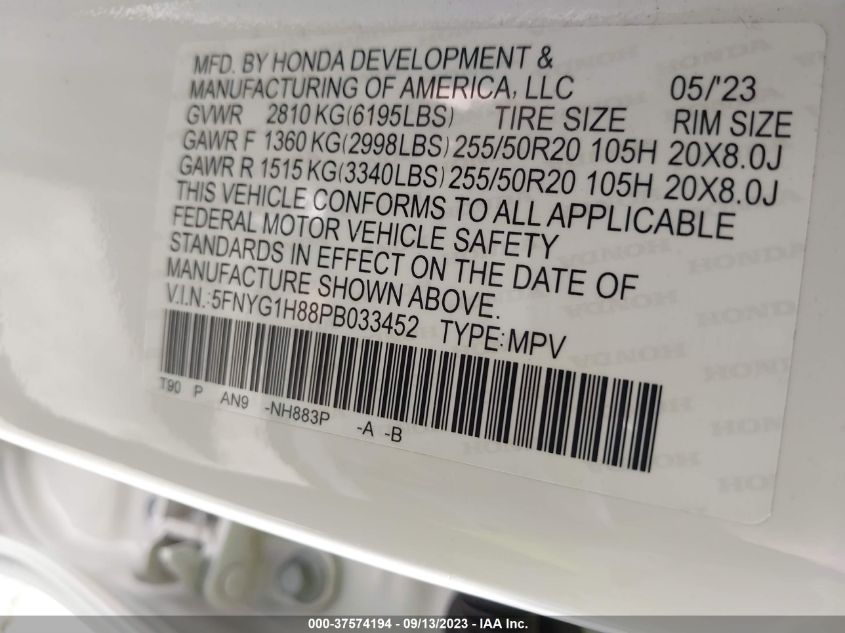 MFD. BY HONDA DEVELOPMENT &
MANUFACTURING OF AMERICA, LLC 05/'23
GVWR 2810 KG(6195LBS) TIRE SIZE RIM SIZE
GAWR F 1360 KG(2998LBS) 255/50R20 105H 20X8.0J
GAWR R 1515 KG(3340LBS) 255/50R20 105H 20X8.0J
THIS VEHICLE CONFORMS TO ALL APPLICABLE
FEDERAL MOTOR VEHICLE SAFETY
STANDARDS IN EFFECT ON THE DATE OF
MANUFACTURE SHOWN ABOVE.
V.I.N.:5FNYG1H88PB033452 TYPE:MPV
T90 P AN9 -NH883P -A -B
000-37574194 - 09/13/2023 - IAA Inc.